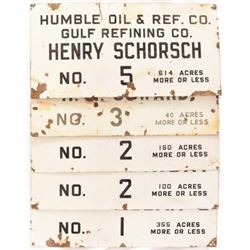 HUMBLE OIL & REF. CO.
GULF REFINING CO.
HENRY SCHORSCH
NO. 5 614 ACRES
MORE OR LESS
NO. 3 40 ACRES
MORE OR LESS
NO. 2 160 ACRES
MORE OR LESS
NO. 2 100 ACRES
MORE OR LESS
NO. 1 355 ACRES
MORE OR LESS